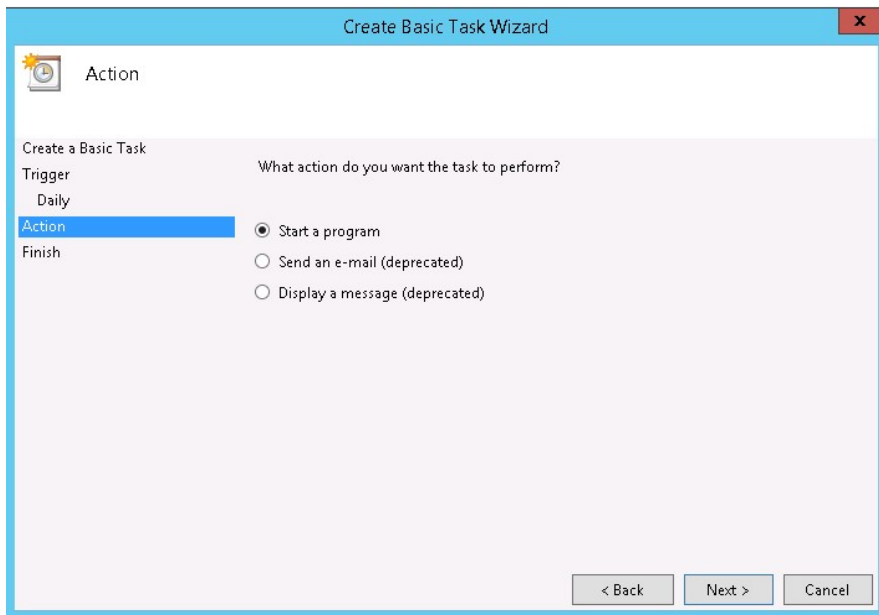 Create Basic Task Wizard
x
Action
Create a Basic Task
Trigger
Daily
Action
Finish
What action do you want the task to perform?
Start a program
Send an e-mail (deprecated)
Display a message (deprecated)
< Back
Next >
Cancel